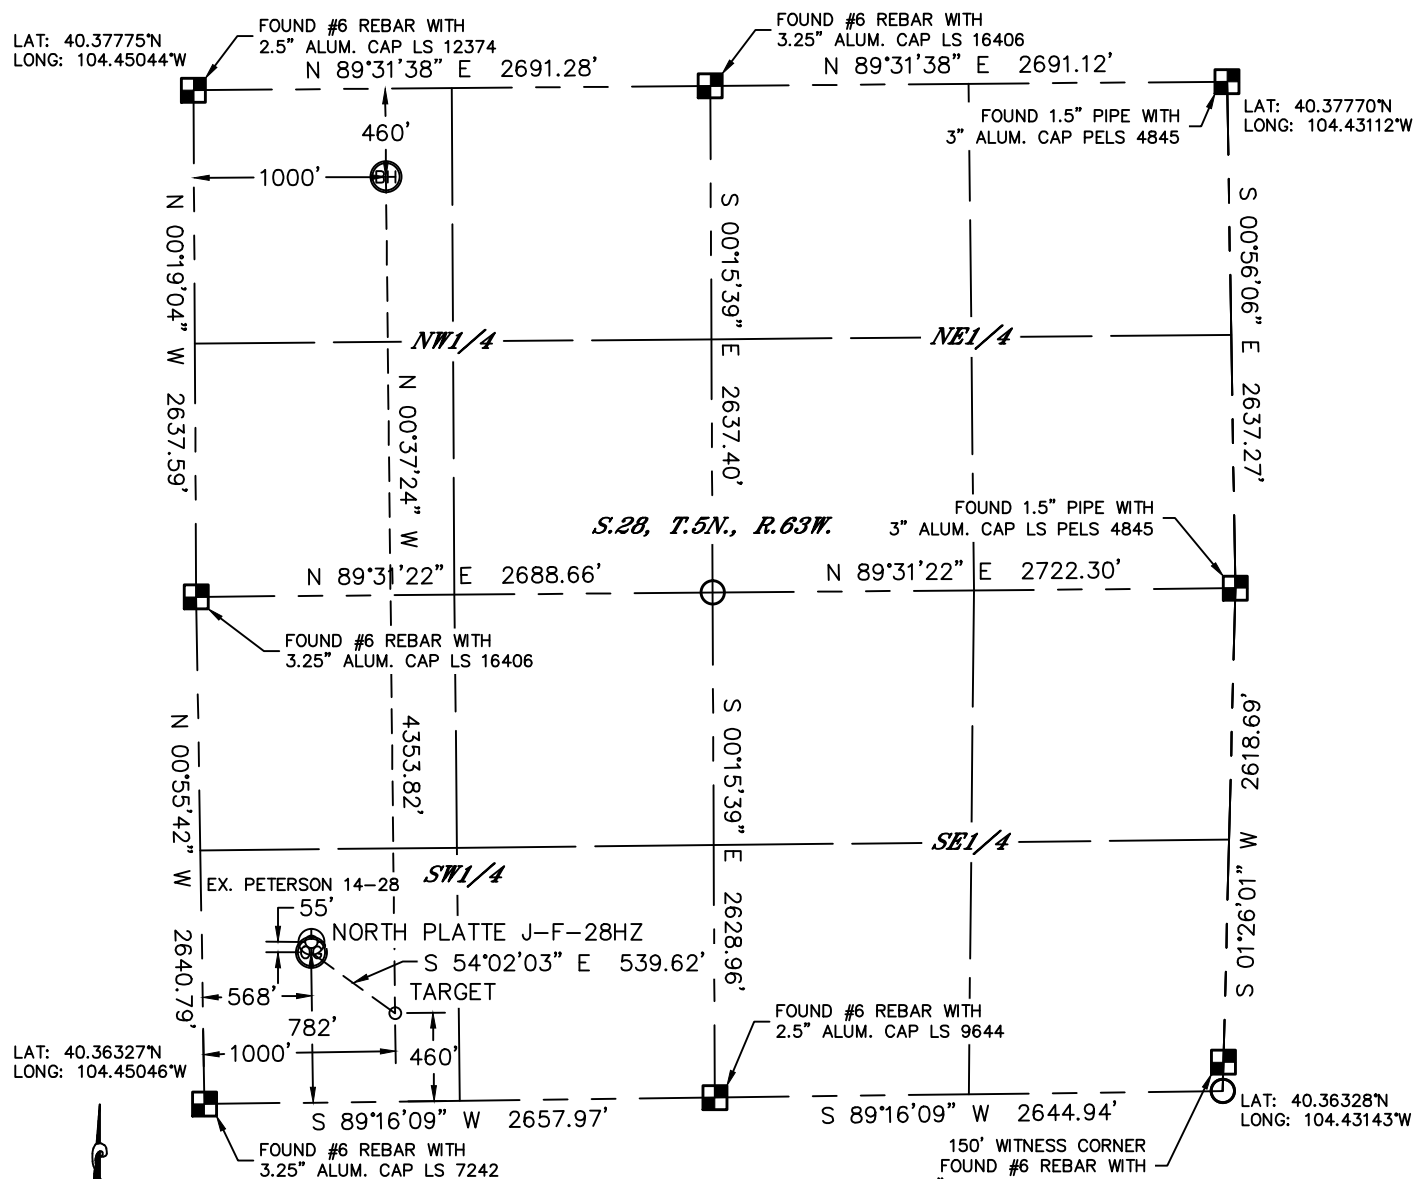 LAT: 40.37775°N
LONG: 104.45044°W
FOUND #6 REBAR WITH
2.5" ALUM. CAP LS 12374
N 89°31'38" E 2691.28'
FOUND #6 REBAR WITH
3.25" ALUM. CAP LS 16406
N 89°31'38" E 2691.12'
FOUND 1.5" PIPE WITH
3" ALUM. CAP PELS 4845
LAT: 40.37770°N
LONG: 104.43112°W
460'
1000'
BH
N 00°19'04" W 2637.59'
S 00°15'39" E 2637.40'
S 00°56'06" E 2637.27'
NW1/4
NE1/4
N 00°37'24" W 4353.82'
S.28, T.5N., R.63W.
FOUND 1.5" PIPE WITH
3" ALUM. CAP LS PELS 4845
N 89°31'22" E 2688.66'
N 89°31'22" E 2722.30'
FOUND #6 REBAR WITH
3.25" ALUM. CAP LS 16406
N 00°55'42" W 2640.79'
S 00°15'39" E 2628.96'
S 01°26'01" W 2618.69'
SW1/4
SE1/4
EX. PETERSON 14-28
55'
NORTH PLATTE J-F-28HZ
S 54°02'03" E 539.62'
568'
TARGET
782'
1000'
460'
FOUND #6 REBAR WITH
2.5" ALUM. CAP LS 9644
LAT: 40.36327°N
LONG: 104.45046°W
S 89°16'09" W 2657.97'
S 89°16'09" W 2644.94'
LAT: 40.36328°N
LONG: 104.43143°W
FOUND #6 REBAR WITH
3.25" ALUM. CAP LS 7242
150' WITNESS CORNER
FOUND #6 REBAR WITH